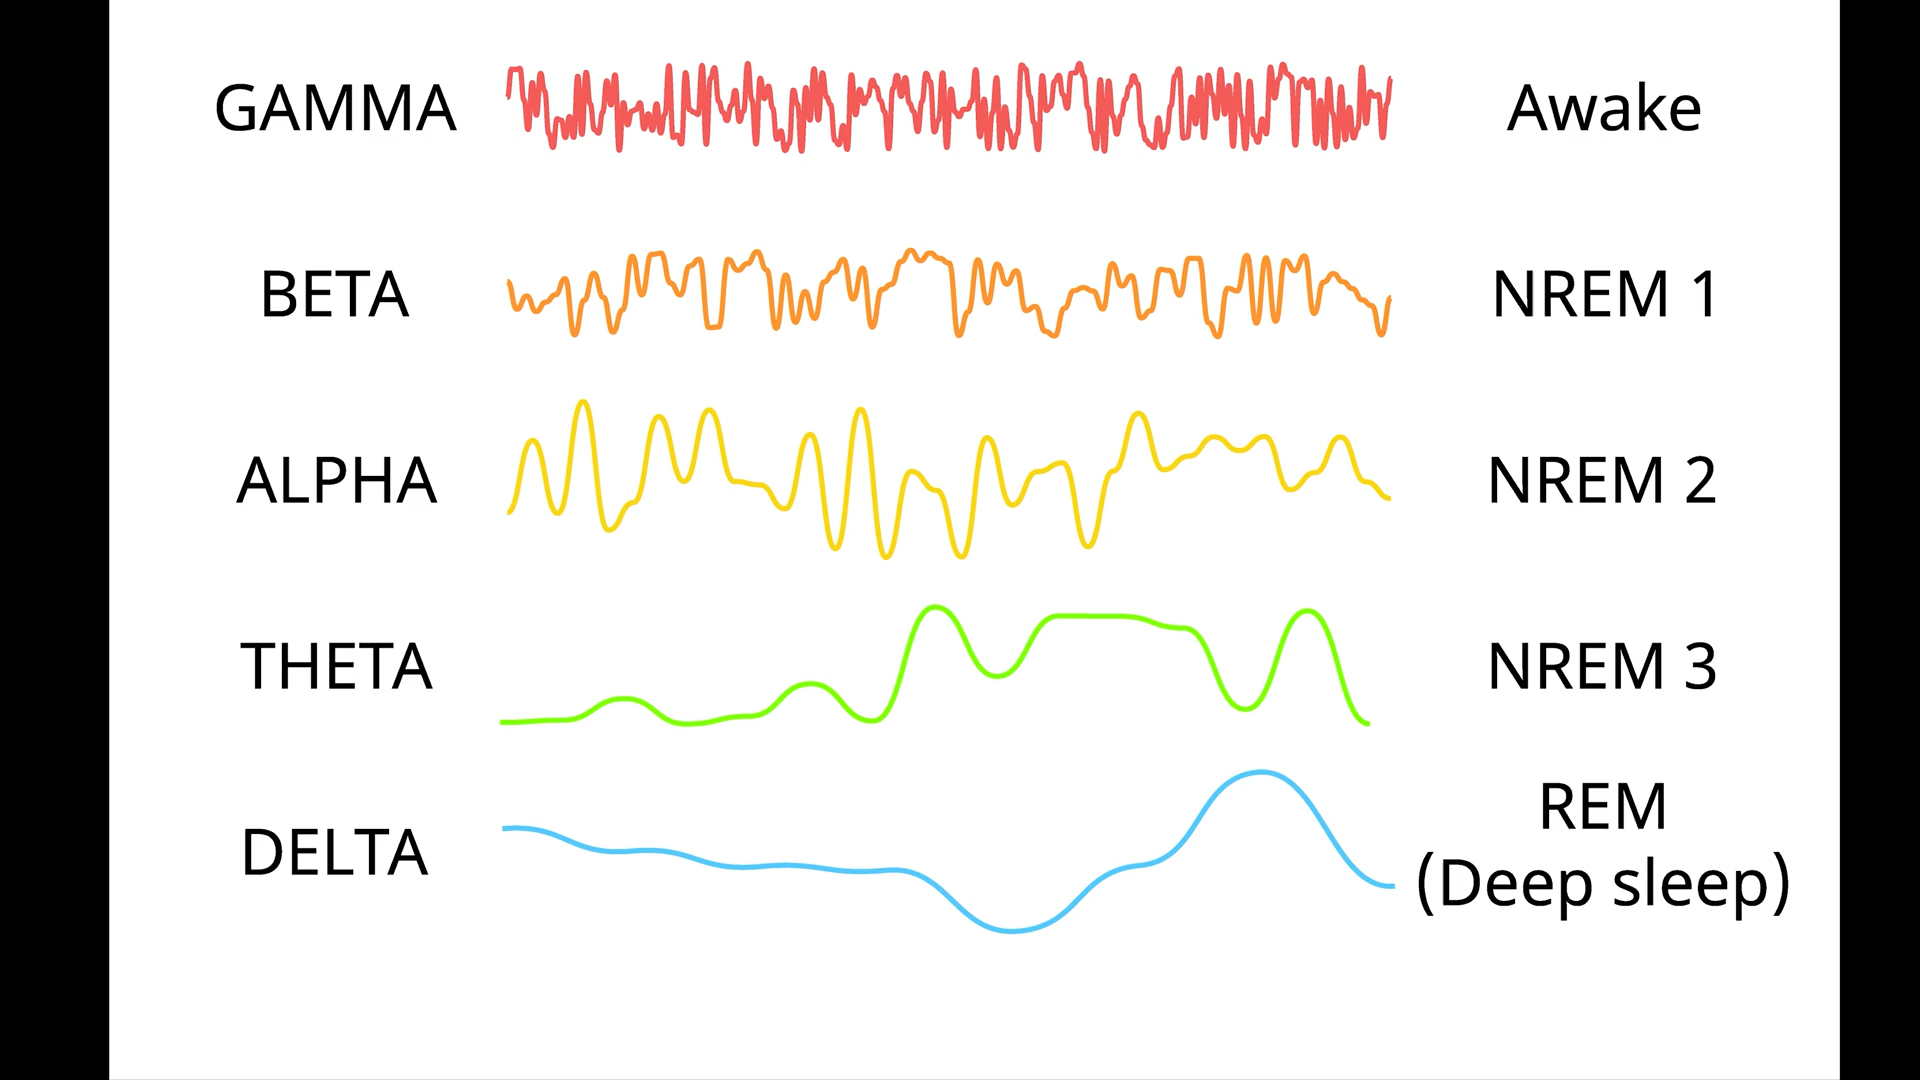 GAMMA Awake
BETA NREM 1
ALPHA NREM 2
THETA NREM 3
DELTA REM
(Deep sleep)